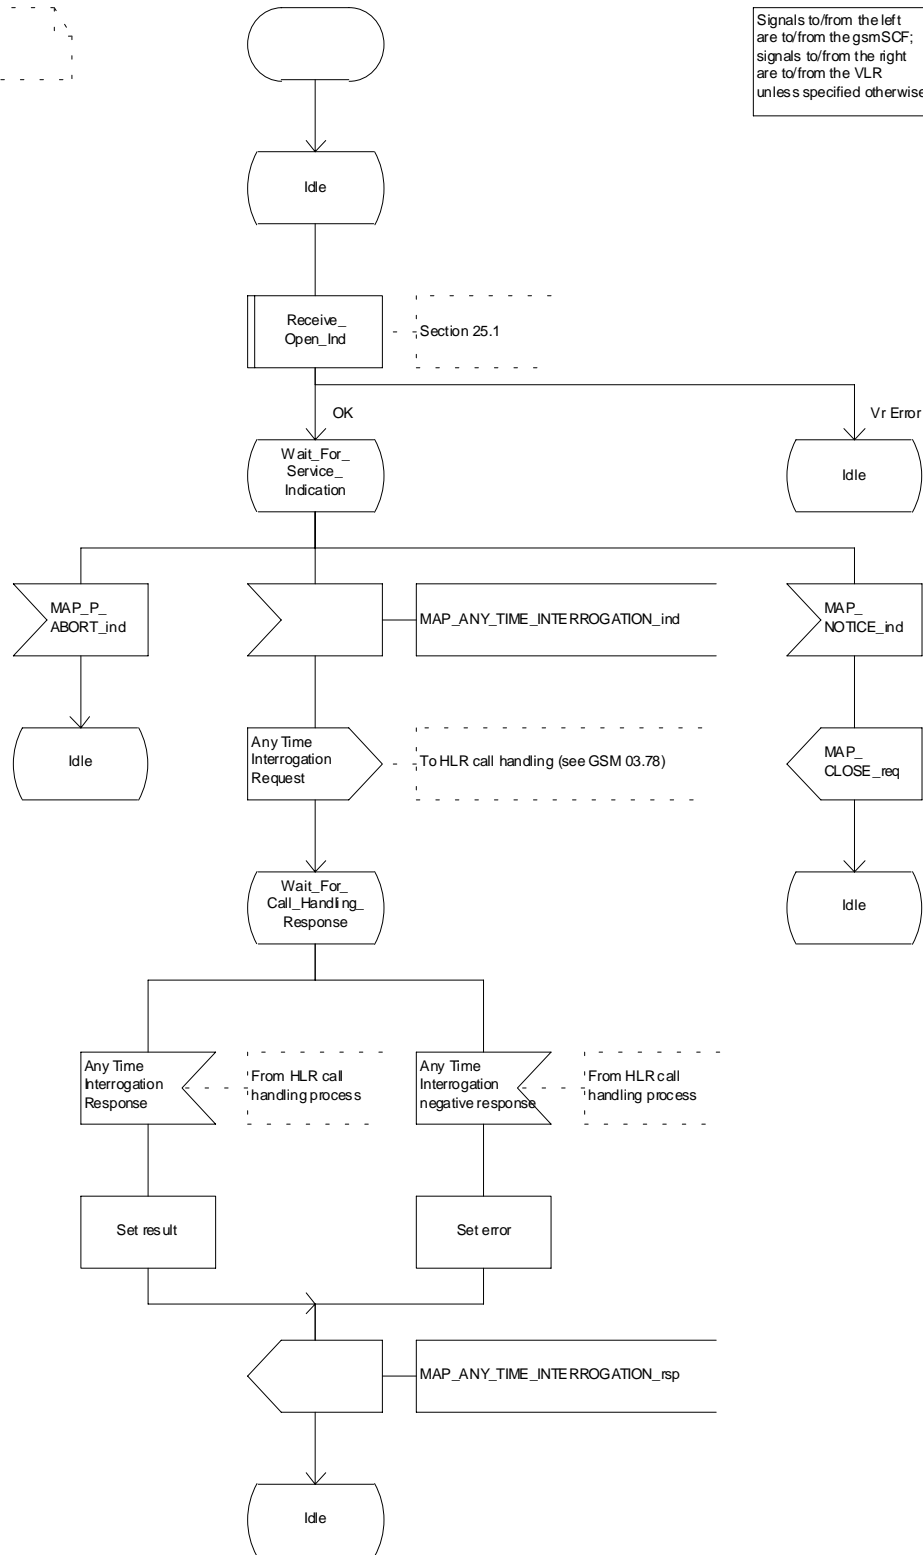 Signals to/from the left
are to/from the gsmSCF;
signals to/from the right
are to/from the VLR
unless specified otherwise
Idle
Receive_
Open_Ind
Section 25.1
OK
Vr Error
Wait_For_
Service_
Indication
Idle
MAP_P_
ABORT_ind
MAP_ANY_TIME_INTERROGATION_ind
MAP_
NOTICE_ind
Idle
Any Time
Interrogation
Request
To HLR call handling (see GSM 03.78)
MAP_
CLOSE_req
Wait_For_
Call_Handling_
Response
Idle
Any Time
Interrogation
Response
From HLR call
handling process
Any Time
Interrogation
negative response
From HLR call
handling process
Set result
Set error
MAP_ANY_TIME_INTERROGATION_rsp
Idle